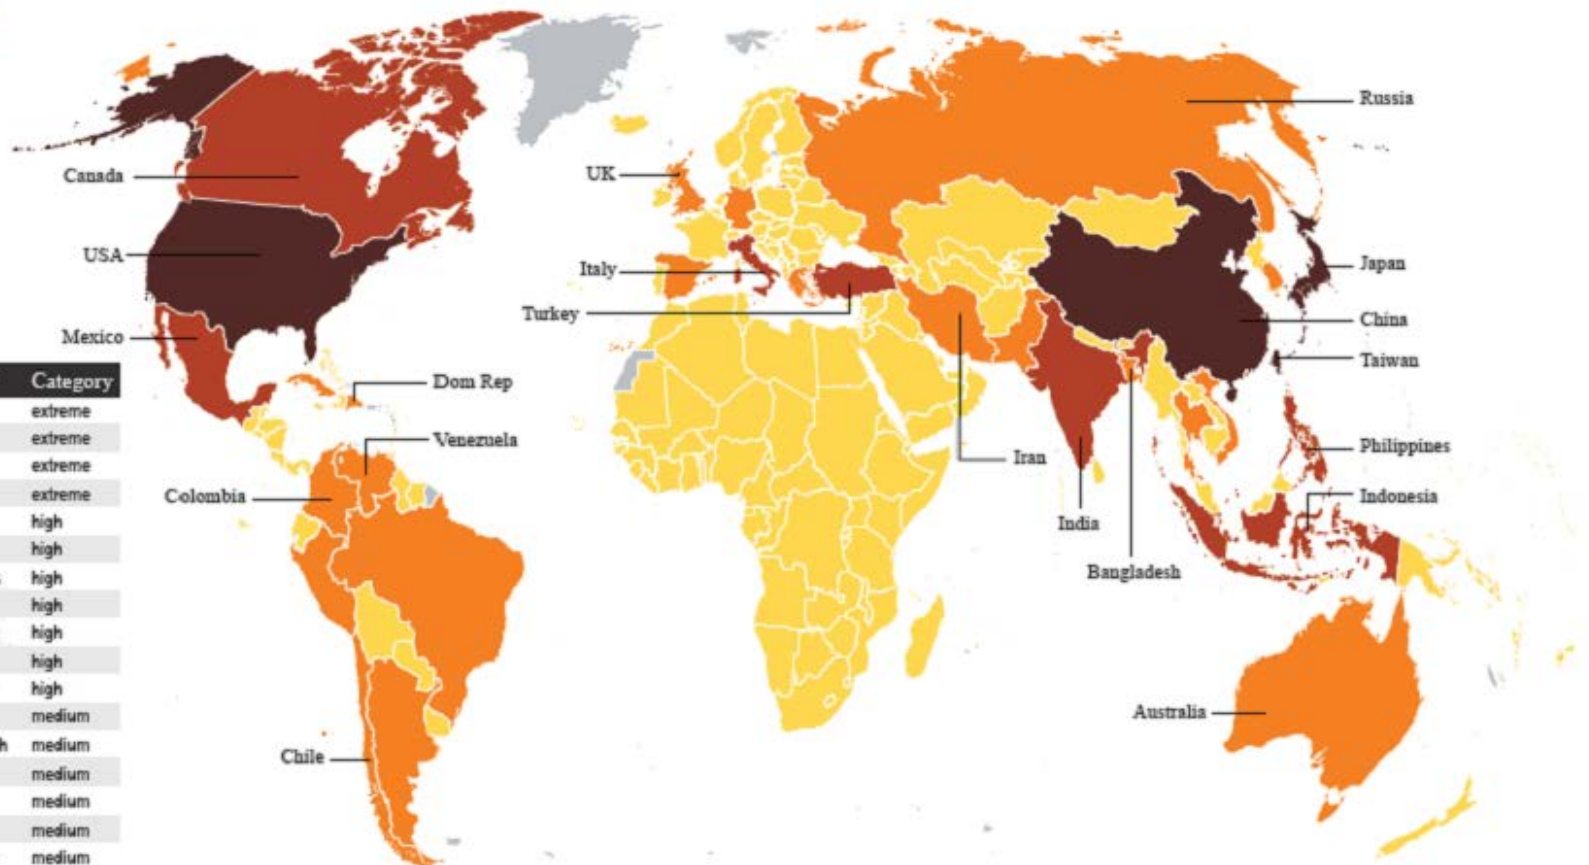 Russia
Canada
UK
USA
Italy
Japan
Turkey
China
Mexico
Taiwan
Dom Rep
Venezuela
Philippines
Iran
Colombia
Indonesia
India
Bangladesh
Australia
Chile
Category
extreme
extreme
extreme
extreme
high
high
high
high
high
high
high
medium
medium
medium
medium
medium
medium